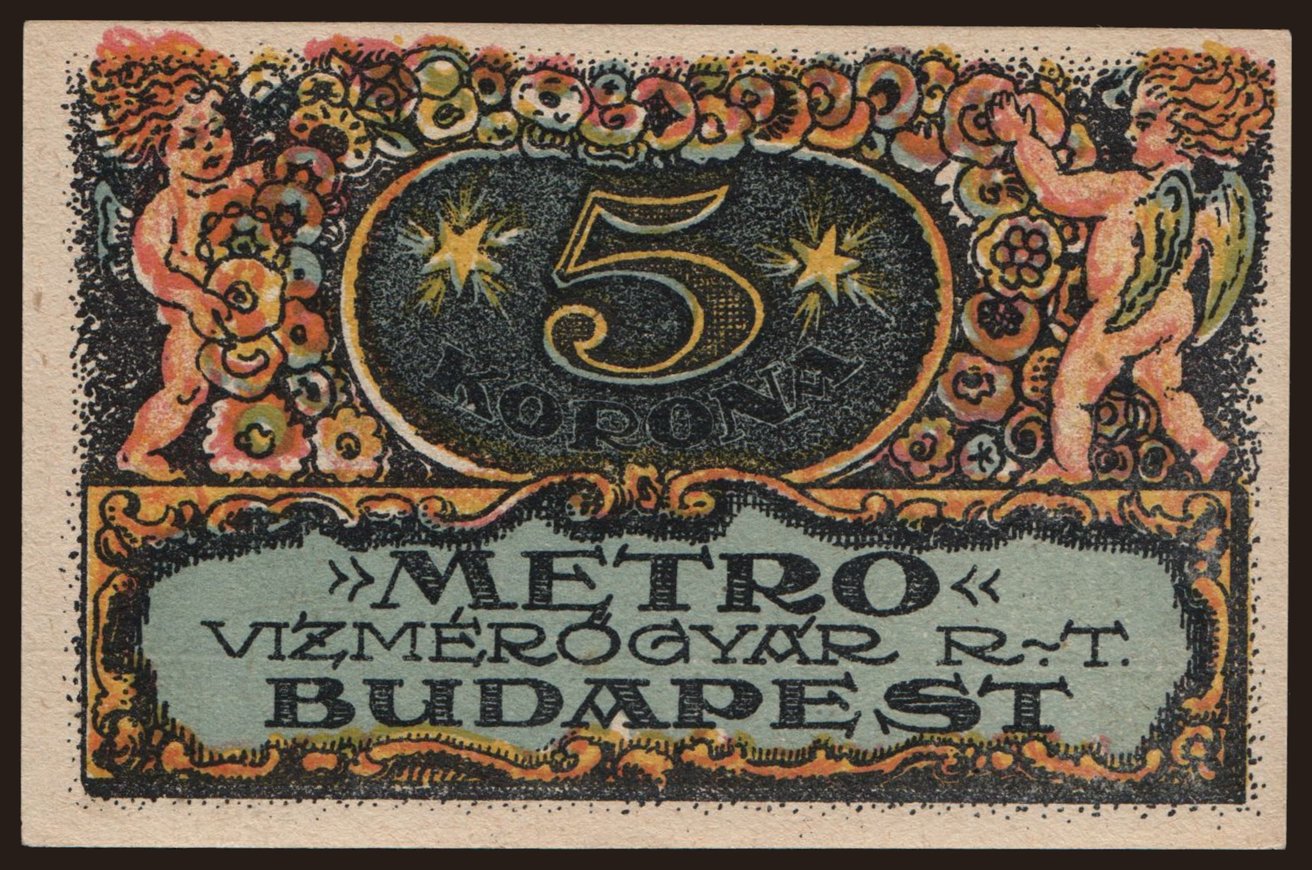 5
KORONA
»METRO«
VIZMÉRŐGYÁR R~T.
BUDAPEST